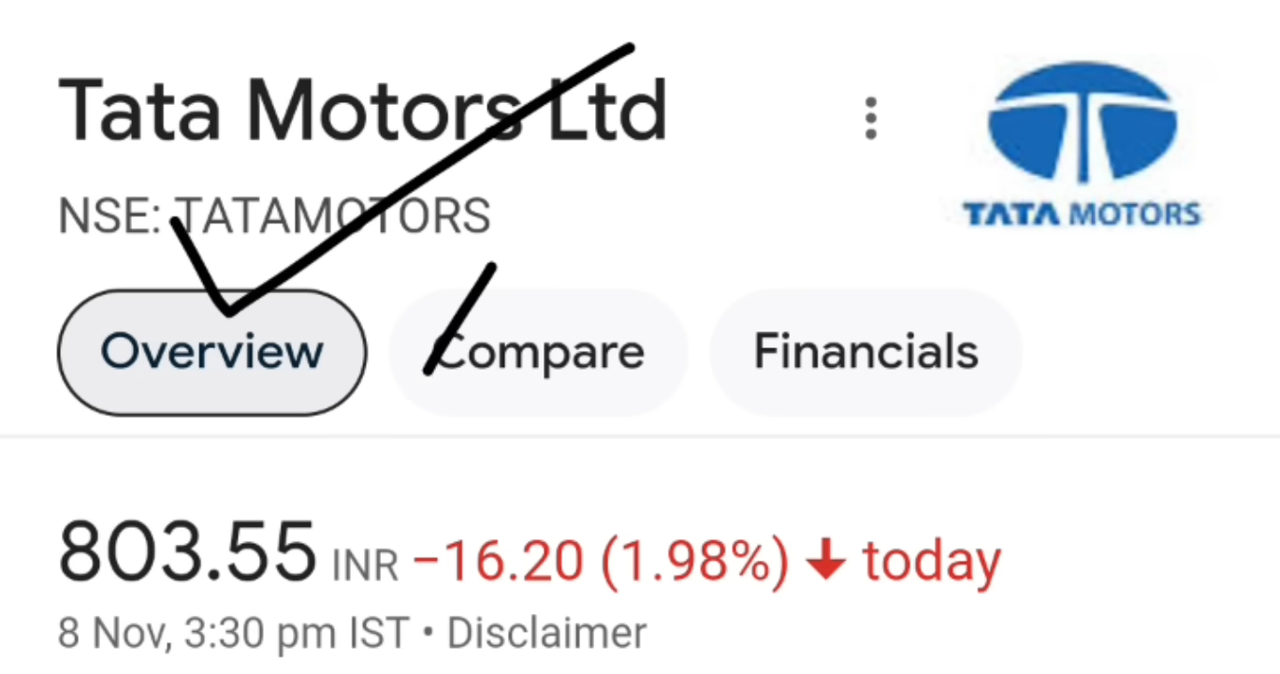 Tata Motors Ltd
NSE: TATAMOTORS
TATA MOTORS
Overview Compare Financials
803.55 INR −16.20 (1.98%) ↓ today
8 Nov, 3:30 pm IST • Disclaimer